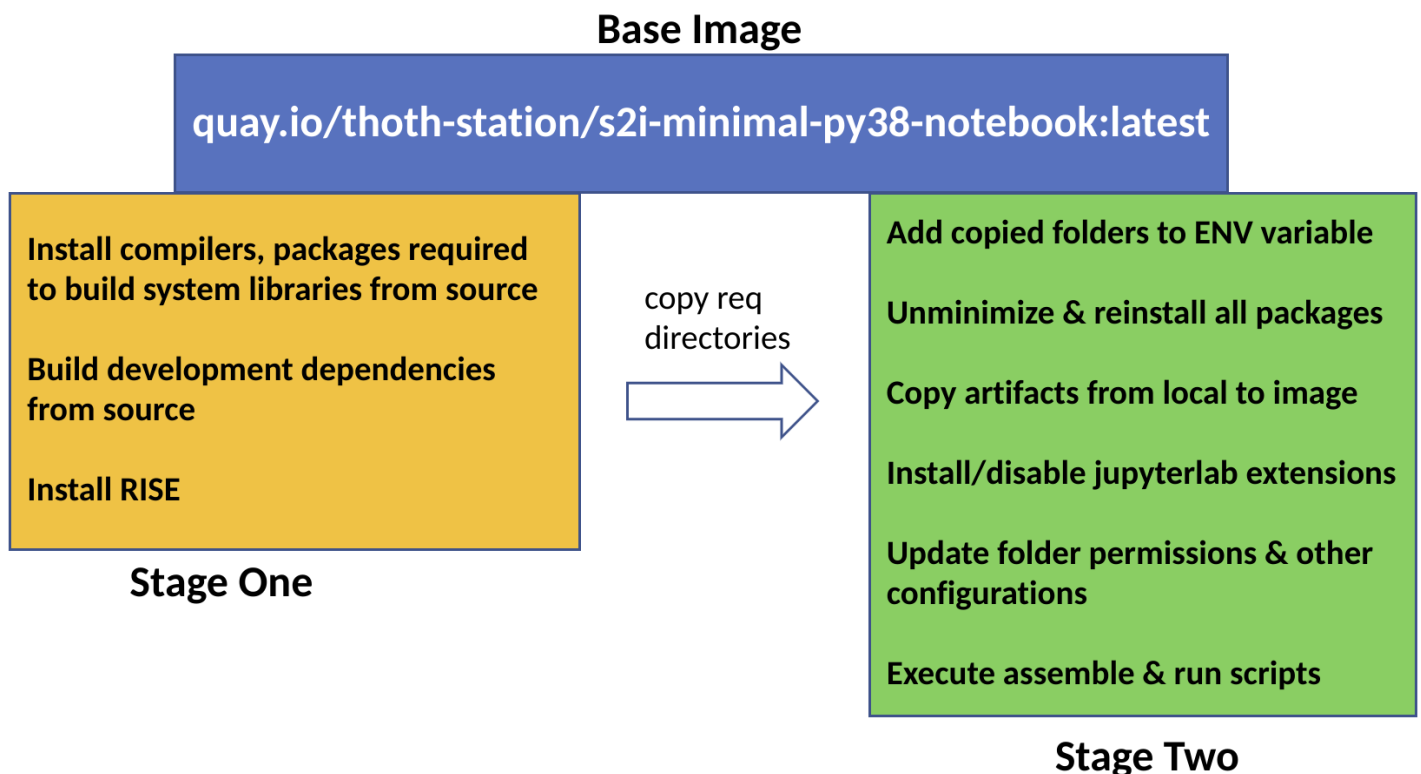 Base Image
quay.io/thoth-station/s2i-minimal-py38-notebook:latest
Install compilers, packages required
to build system libraries from source
Build development dependencies
from source
Install RISE
Stage One
copy req
directories
Add copied folders to ENV variable
Unminimize & reinstall all packages
Copy artifacts from local to image
Install/disable jupyterlab extensions
Update folder permissions & other
configurations
Execute assemble & run scripts
Stage Two